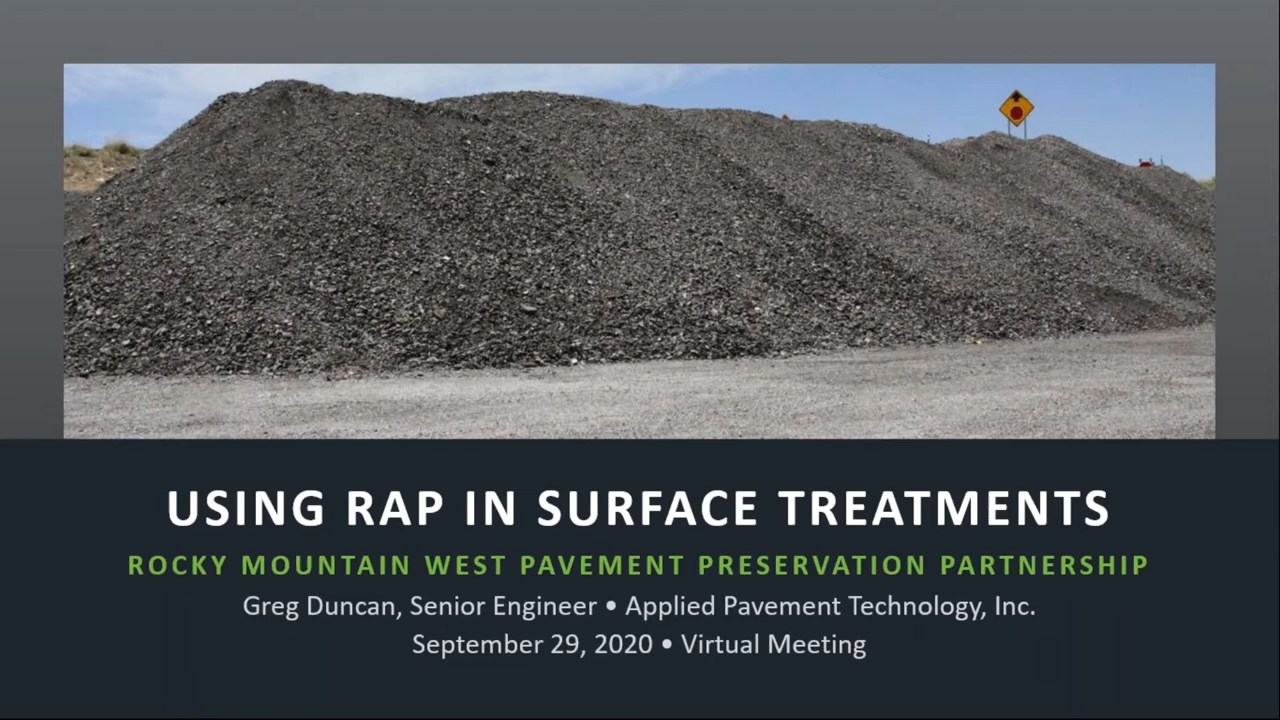 USING RAP IN SURFACE TREATMENTS
ROCKY MOUNTAIN WEST PAVEMENT PRESERVATION PARTNERSHIP
Greg Duncan, Senior Engineer • Applied Pavement Technology, Inc.
September 29, 2020 • Virtual Meeting